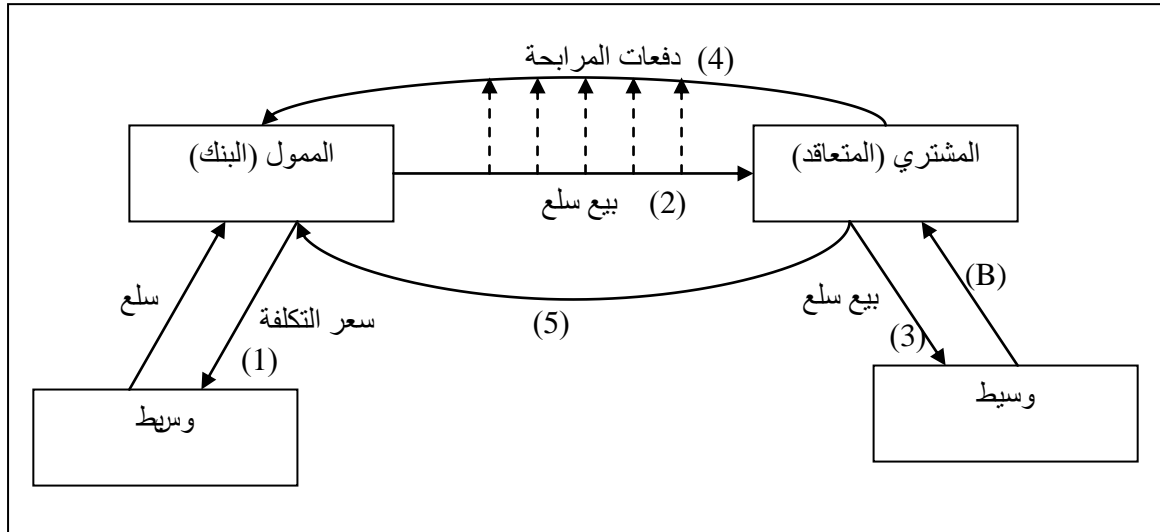 دفعات المرابحة (4)
المشتري (المتعاقد)
الممول (البنك)
بيع سلع (2)
(B)
بيع سلع
(3)
(5)
سلع
سعر التكلفة
(1)
وسيط
وسيط